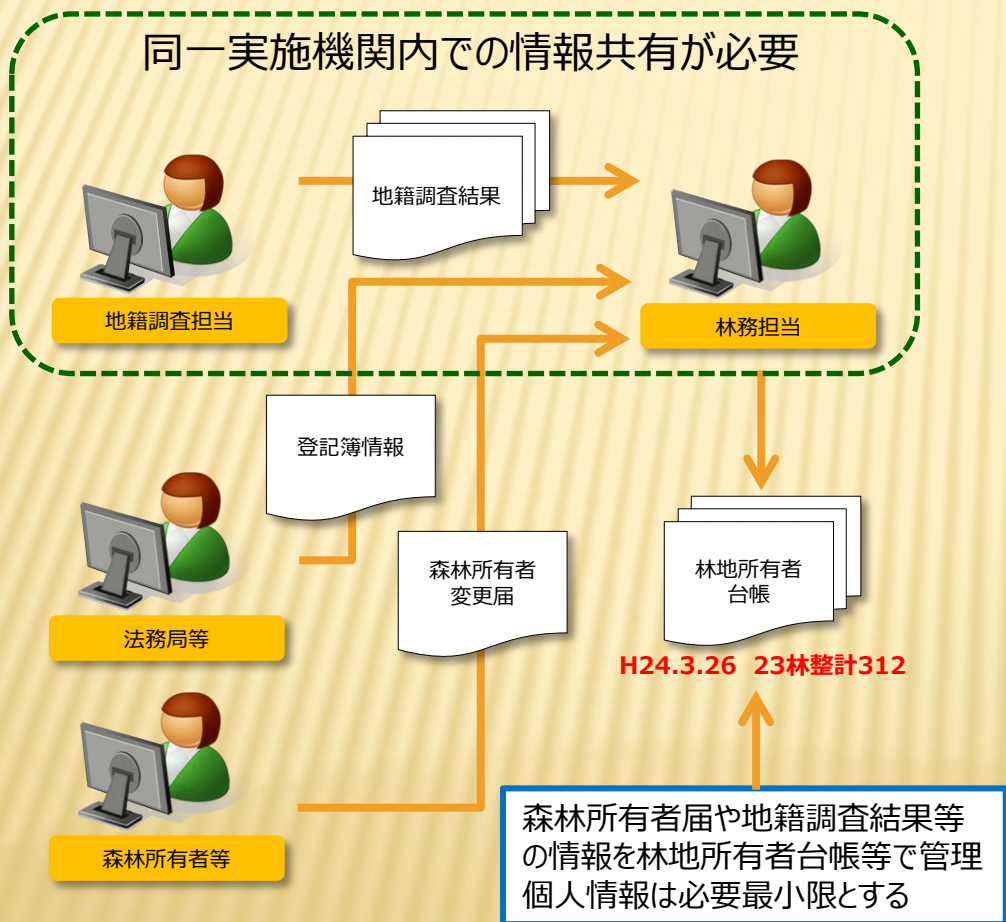 同一実施機関内での情報共有が必要
地籍調査結果
地籍調査担当
林務担当
登記簿情報
森林所有者
変更届
林地所有者
台帳
法務局等
H24.3.26 23林整計312
森林所有者等
森林所有者届や地籍調査結果等
の情報を林地所有者台帳等で管理
個人情報は必要最小限とする